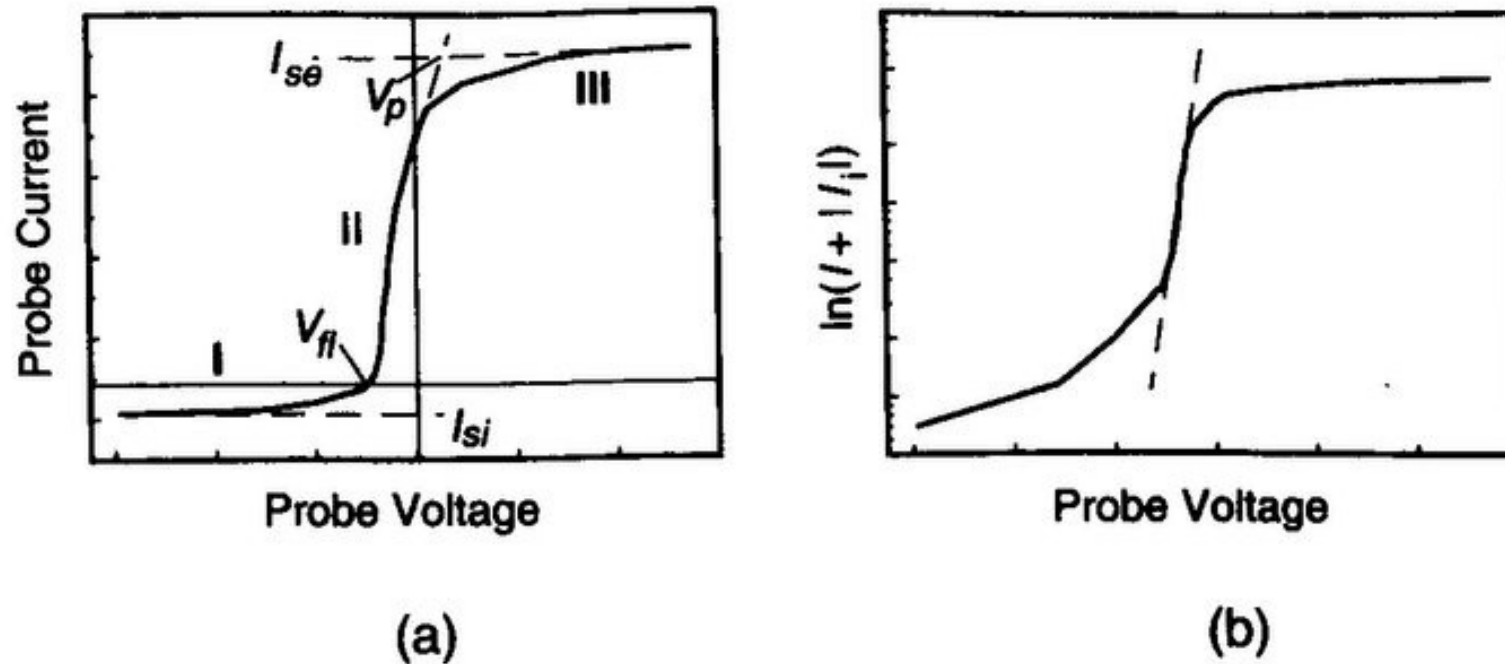 Probe Current
I_se
V_p
III
II
V_fl
I
I_si
Probe Voltage
(a)
ln(I + |I_i|)
Probe Voltage
(b)